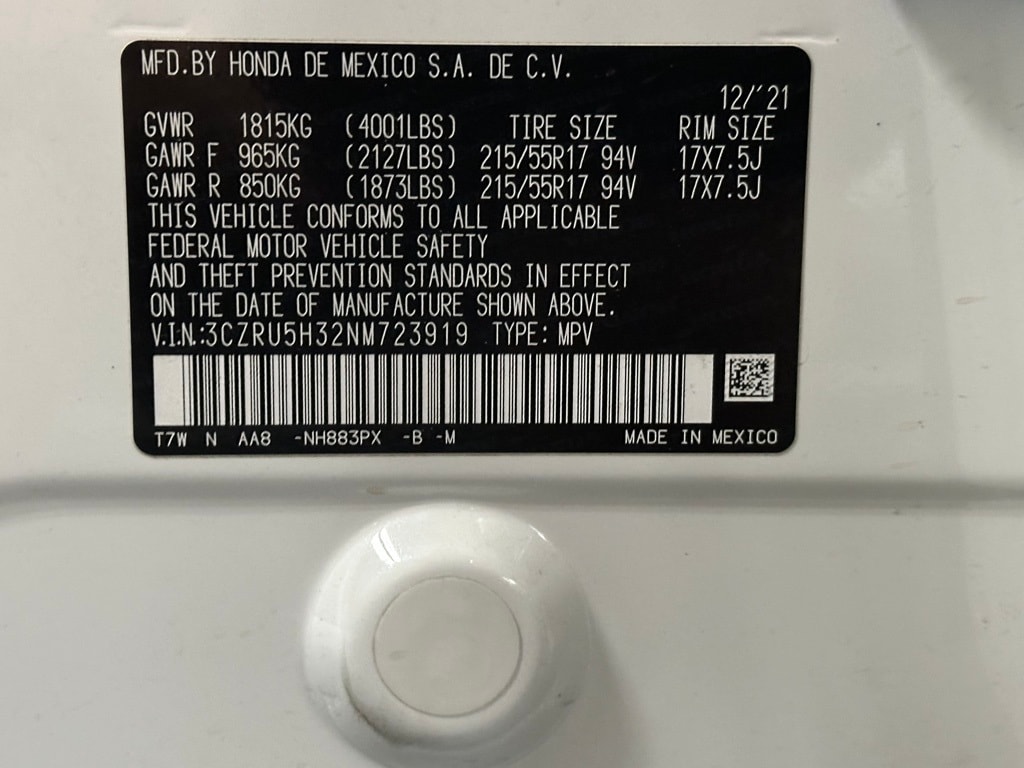 MFD.BY HONDA DE MEXICO S.A. DE C.V.
12/'21
GVWR 1815KG (4001LBS) TIRE SIZE RIM SIZE
GAWR F 965KG (2127LBS) 215/55R17 94V 17X7.5J
GAWR R 850KG (1873LBS) 215/55R17 94V 17X7.5J
THIS VEHICLE CONFORMS TO ALL APPLICABLE
FEDERAL MOTOR VEHICLE SAFETY
AND THEFT PREVENTION STANDARDS IN EFFECT
ON THE DATE OF MANUFACTURE SHOWN ABOVE.
V.I.N.:3CZRU5H32NM723919 TYPE: MPV
T7W N AA8 -NH883PX -B -M MADE IN MEXICO